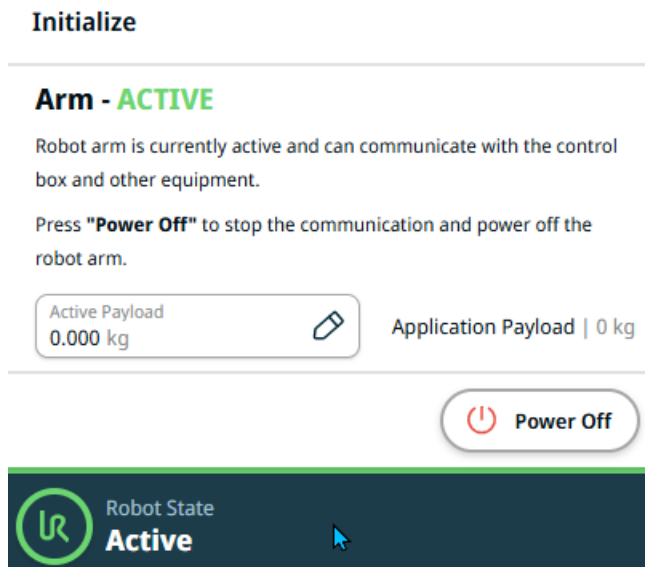 Initialize
Arm - ACTIVE
Robot arm is currently active and can communicate with the control
box and other equipment.
Press "Power Off" to stop the communication and power off the
robot arm.
Active Payload
0.000 kg
Application Payload | 0 kg
Power Off
UR
Robot State
Active